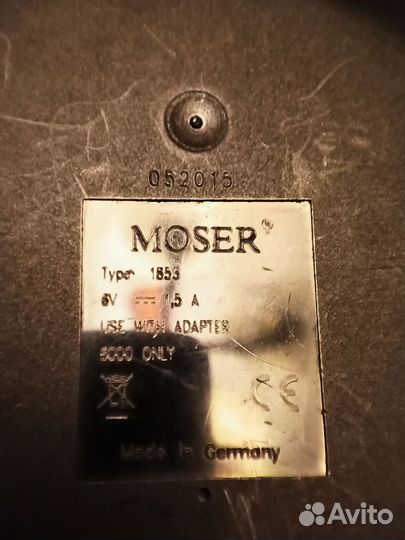 052015
MOSER
Type 1853
6V 1,5 A
USE WITH ADAPTER
6000 ONLY
CE
Made in Germany
Avito